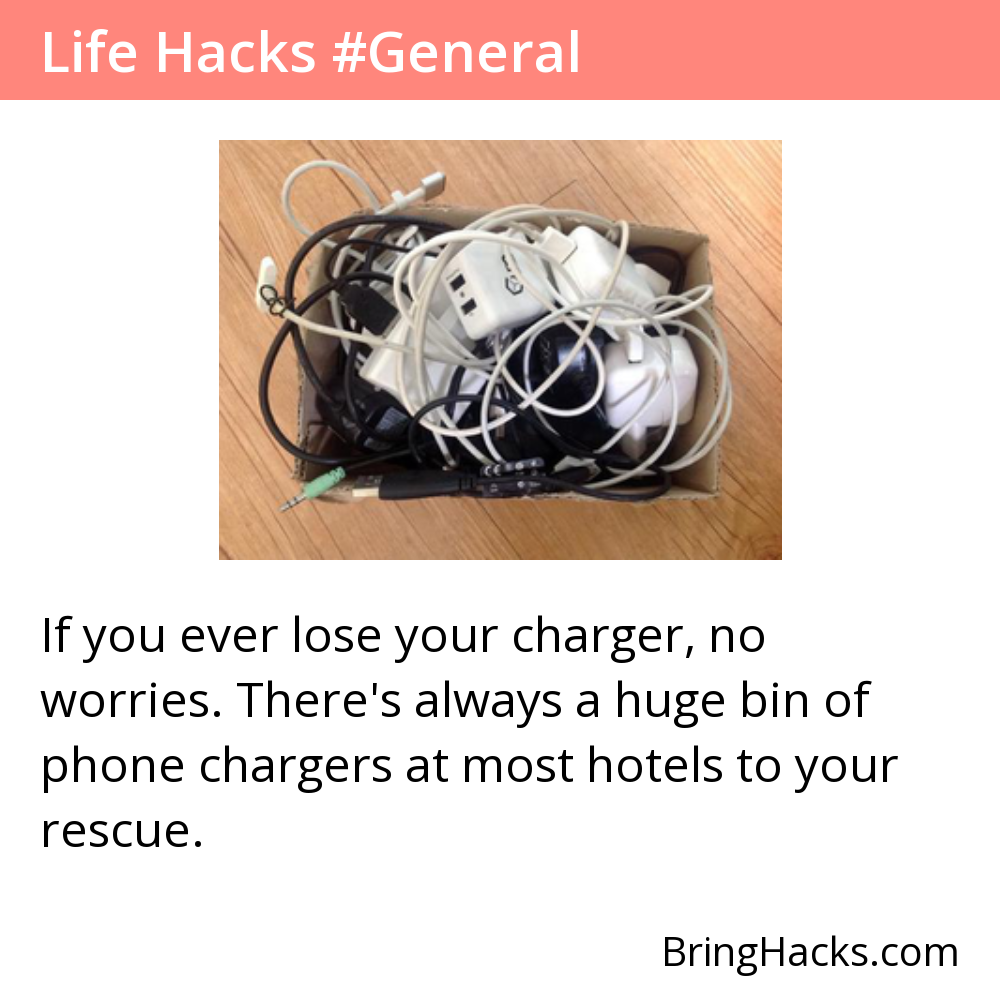 Life Hacks #General
If you ever lose your charger, no
worries. There's always a huge bin of
phone chargers at most hotels to your
rescue.
BringHacks.com